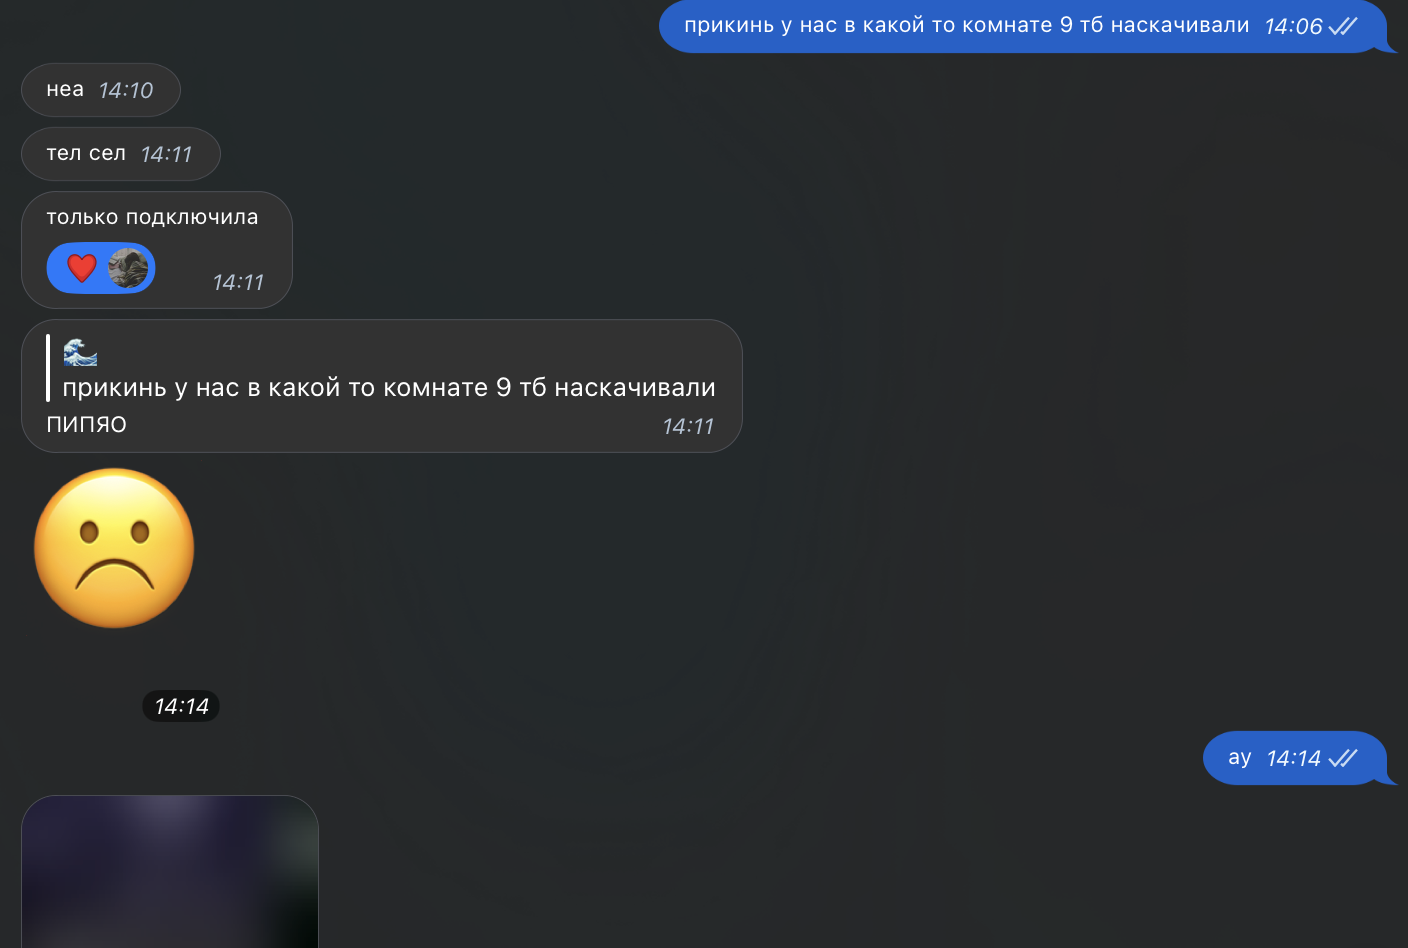 прикинь у нас в какой то комнате 9 тб наскачивали 14:06
неа 14:10
тел сел 14:11
только подключила
14:11
прикинь у нас в какой то комнате 9 тб наскачивали
ПИПЯО 14:11
14:14
ау 14:14